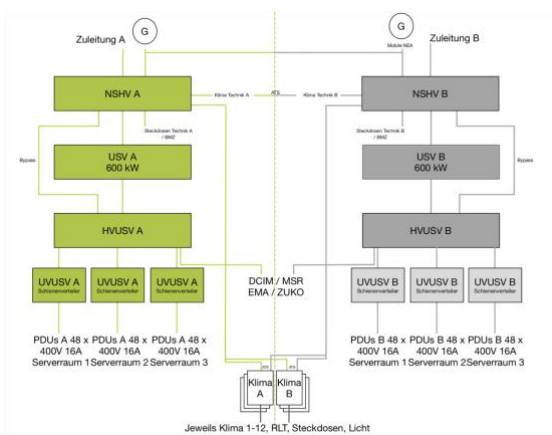 Zuleitung A
G
G
Zuleitung B
Mobile NEA
NSHV A
Klima Technik A
ATS
Klima Technik B
NSHV B
Steckdosen Technik A
/ BMZ
Steckdosen Technik B
/ BMZ
Bypass
USV A
600 kW
USV B
600 kW
Bypass
HVUSV A
HVUSV B
UVUSV A
Schienenverteiler
UVUSV A
Schienenverteiler
UVUSV A
Schienenverteiler
DCIM / MSR
EMA / ZUKO
UVUSV B
Schienenverteiler
UVUSV B
Schienenverteiler
UVUSV B
Schienenverteiler
PDUs A 48 x
400V 16A
Serverraum 1
PDUs A 48 x
400V 16A
Serverraum 2
PDUs A 48 x
400V 16A
Serverraum 3
PDUs B 48 x
400V 16A
Serverraum 1
PDUs B 48 x
400V 16A
Serverraum 2
PDUs B 48 x
400V 16A
Serverraum 3
ATS
ATS
Klima
A
Klima
B
Jeweils Klima 1-12, RLT, Steckdosen, Licht